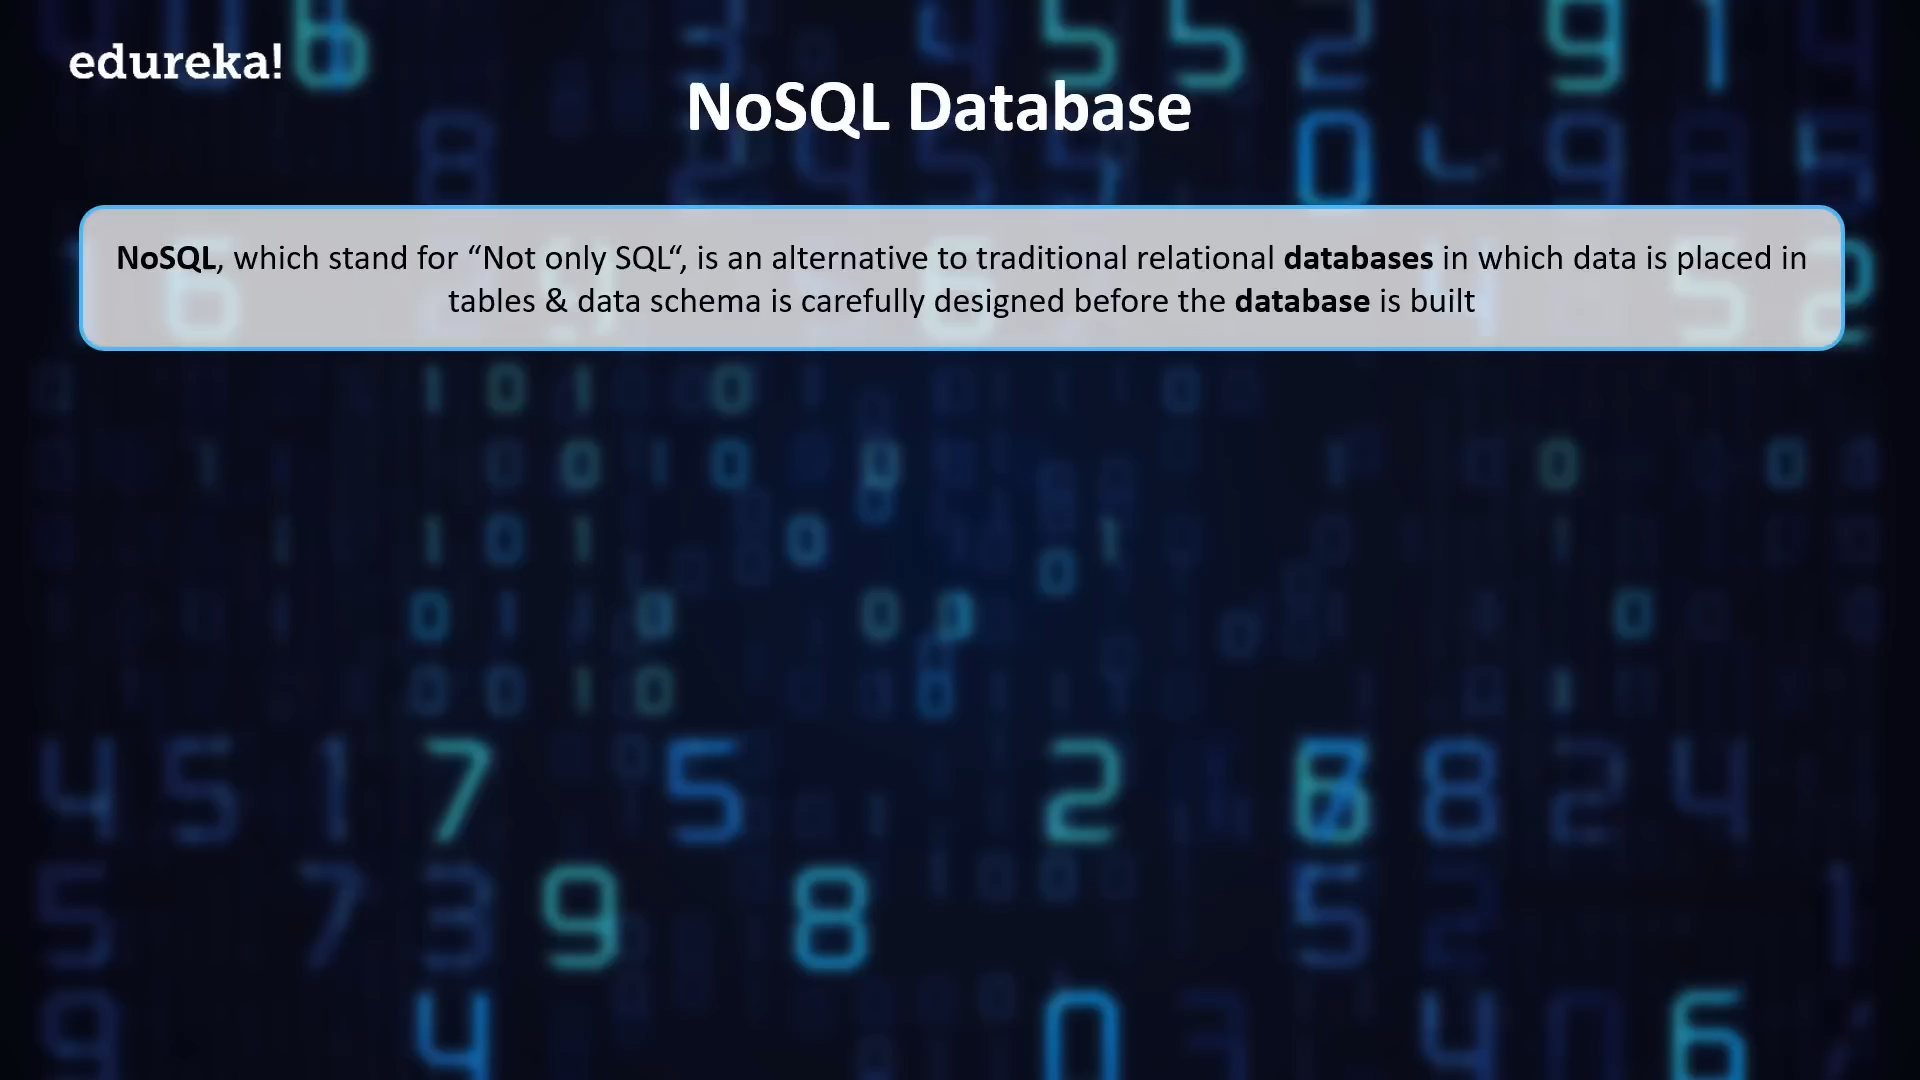 edureka!
NoSQL Database
NoSQL, which stand for “Not only SQL“, is an alternative to traditional relational databases in which data is placed in
tables & data schema is carefully designed before the database is built